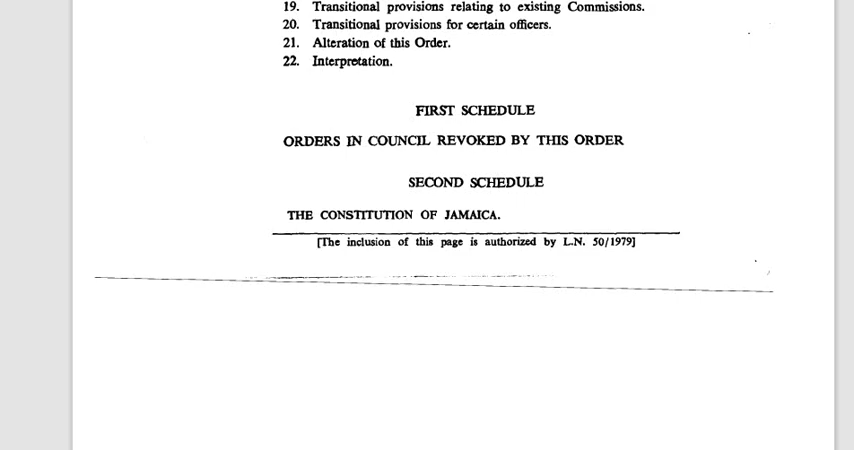 19. Transitional provisions relating to existing Commissions.
20. Transitional provisions for certain officers.
21. Alteration of this Order.
22. Interpretation.
FIRST SCHEDULE
ORDERS IN COUNCIL REVOKED BY THIS ORDER
SECOND SCHEDULE
THE CONSTITUTION OF JAMAICA.
[The inclusion of this page is authorized by L.N. 50/1979]